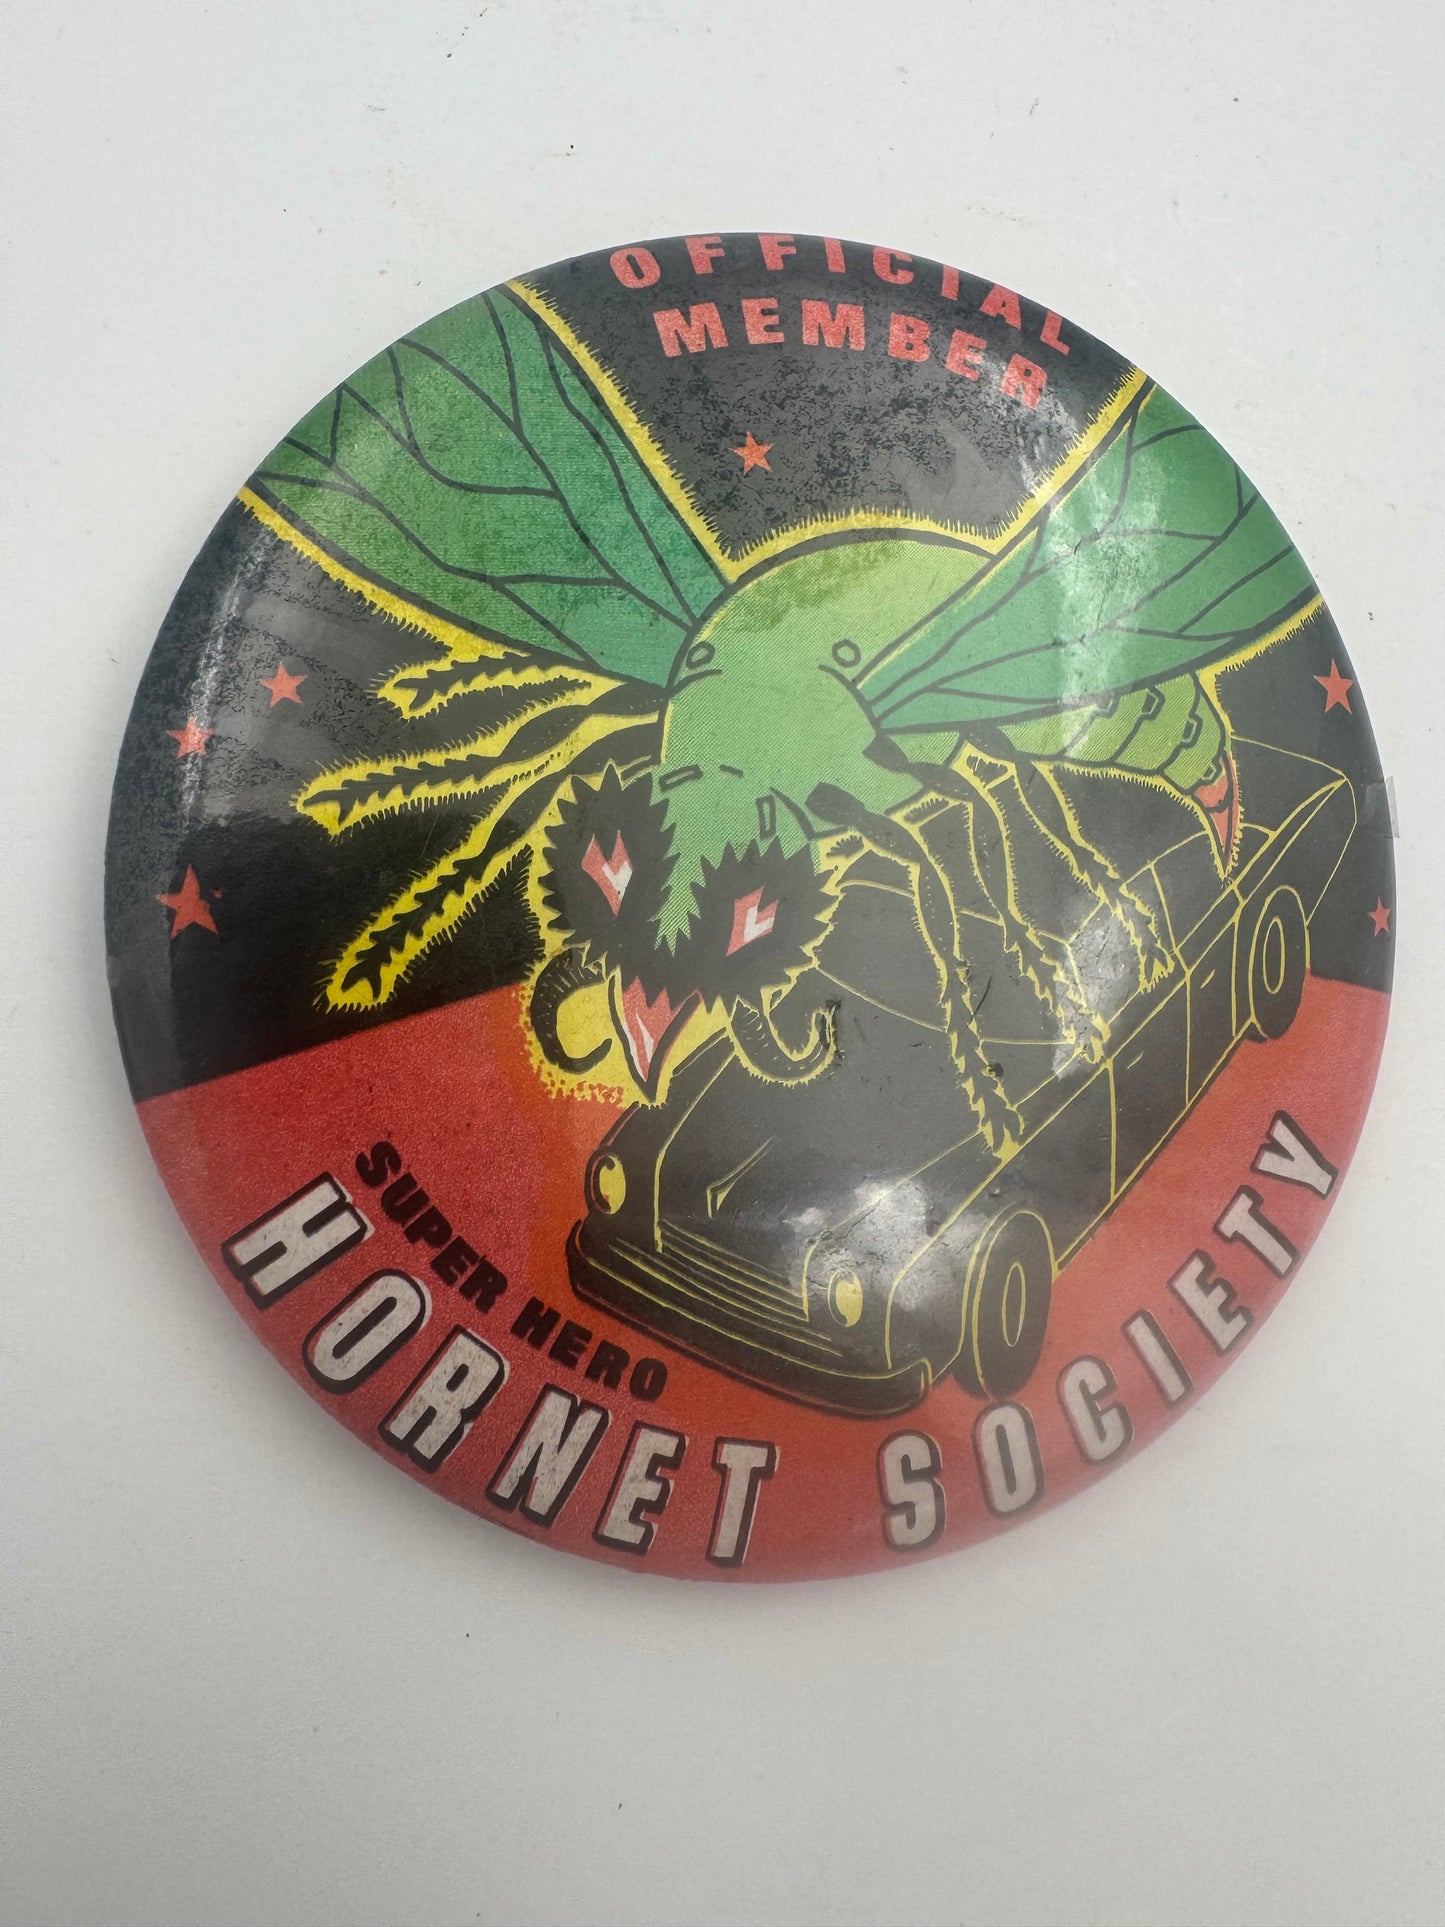 OFFICIAL
MEMBER
SUPER HERO
HORNET SOCIETY